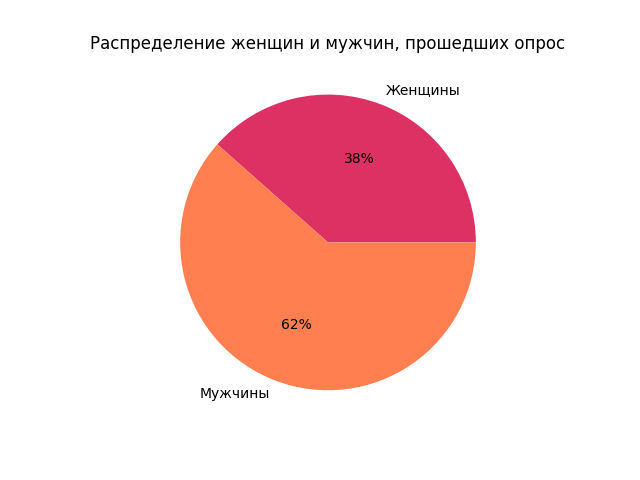 Распределение женщин и мужчин, прошедших опрос
Женщины
38%
62%
Мужчины